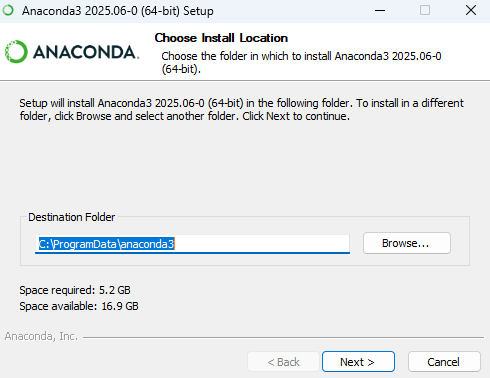 Anaconda3 2025.06-0 (64-bit) Setup
ANACONDA.
Choose Install Location
Choose the folder in which to install Anaconda3 2025.06-0
(64-bit).
Setup will install Anaconda3 2025.06-0 (64-bit) in the following folder. To install in a different
folder, click Browse and select another folder. Click Next to continue.
Destination Folder
C:\ProgramData\anaconda3
Browse...
Space required: 5.2 GB
Space available: 16.9 GB
Anaconda, Inc.
< Back
Next >
Cancel